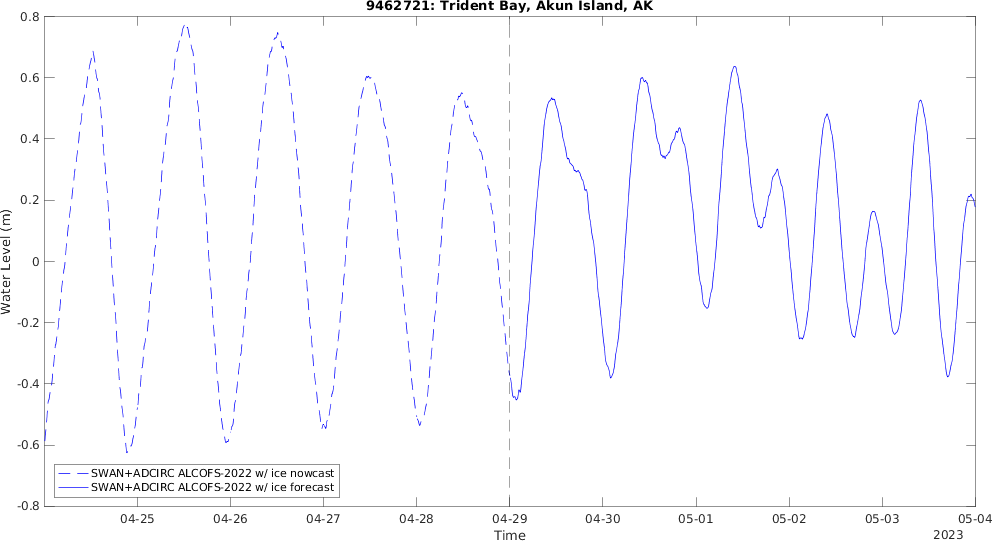 9462721: Trident Bay, Akun Island, AK
0.8
0.6
0.4
0.2
0
-0.2
-0.4
-0.6
-0.8
Water Level (m)
SWAN+ADCIRC ALCOFS-2022 w/ ice nowcast
SWAN+ADCIRC ALCOFS-2022 w/ ice forecast
04-25 04-26 04-27 04-28 04-29 04-30 05-01 05-02 05-03 05-04
Time
2023